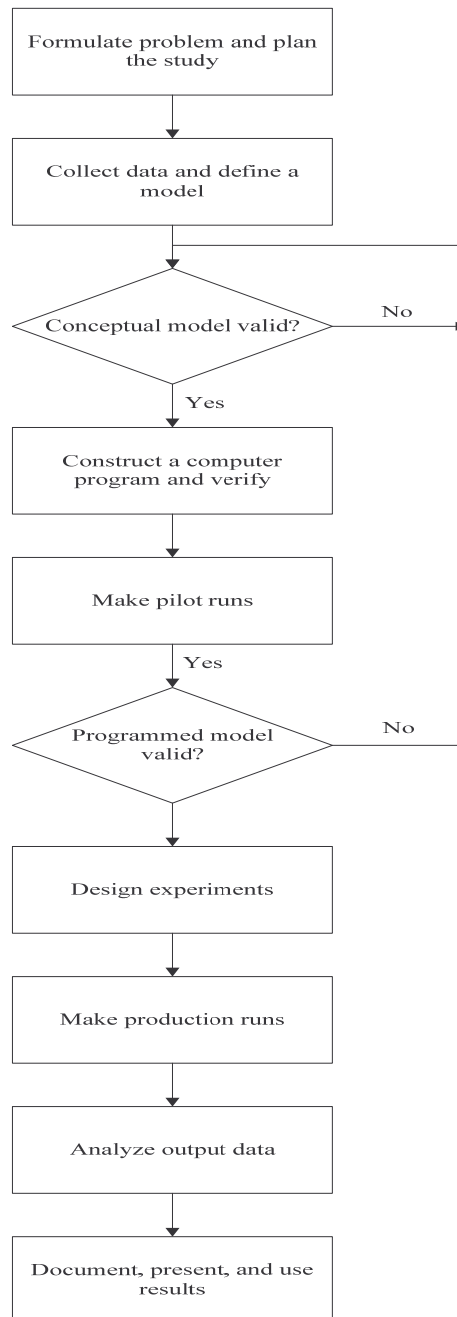 Formulate problem and plan
the study
Collect data and define a
model
Conceptual model valid?
No
Yes
Construct a computer
program and verify
Make pilot runs
Yes
Programmed model
valid?
No
Design experiments
Make production runs
Analyze output data
Document, present, and use
results